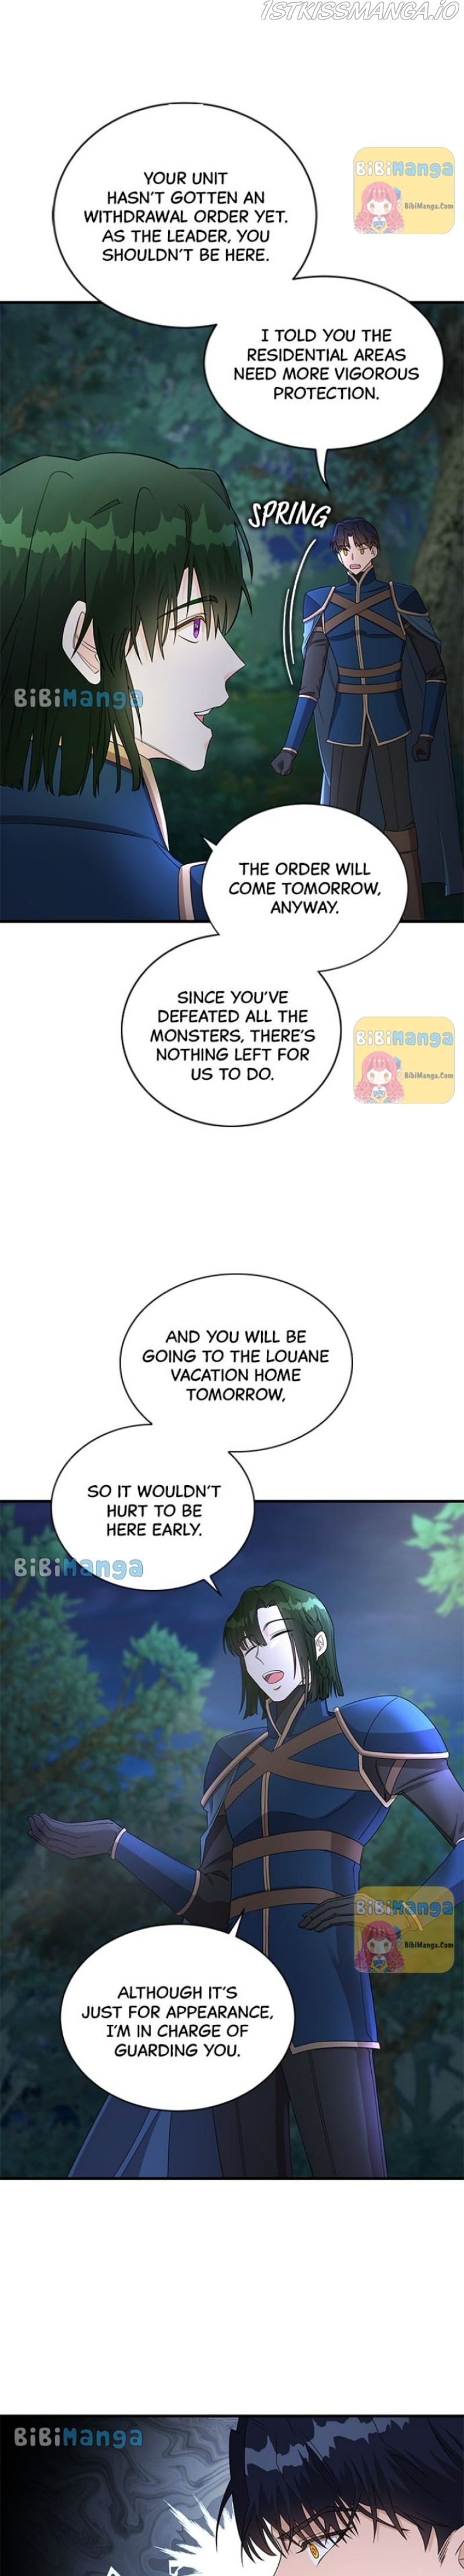 1STKISSMANGA.iO
BiBiManga
BibiManga.Com
YOUR UNIT
HASN'T GOTTEN AN
WITHDRAWAL ORDER YET.
AS THE LEADER, YOU
SHOULDN'T BE HERE.
I TOLD YOU THE
RESIDENTIAL AREAS
NEED MORE VIGOROUS
PROTECTION.
SPRING
BiBiManga
THE ORDER WILL
COME TOMORROW,
ANYWAY.
SINCE YOU'VE
DEFEATED ALL THE
MONSTERS, THERE'S
NOTHING LEFT FOR
US TO DO.
BiBiManga
BibiManga.Com
AND YOU WILL BE
GOING TO THE LOUANE
VACATION HOME
TOMORROW,
SO IT WOULDN'T
HURT TO BE
HERE EARLY.
BiBiManga
BiBiManga
BibiManga.Com
ALTHOUGH IT'S
JUST FOR APPEARANCE,
I'M IN CHARGE OF
GUARDING YOU.
BiBiManga